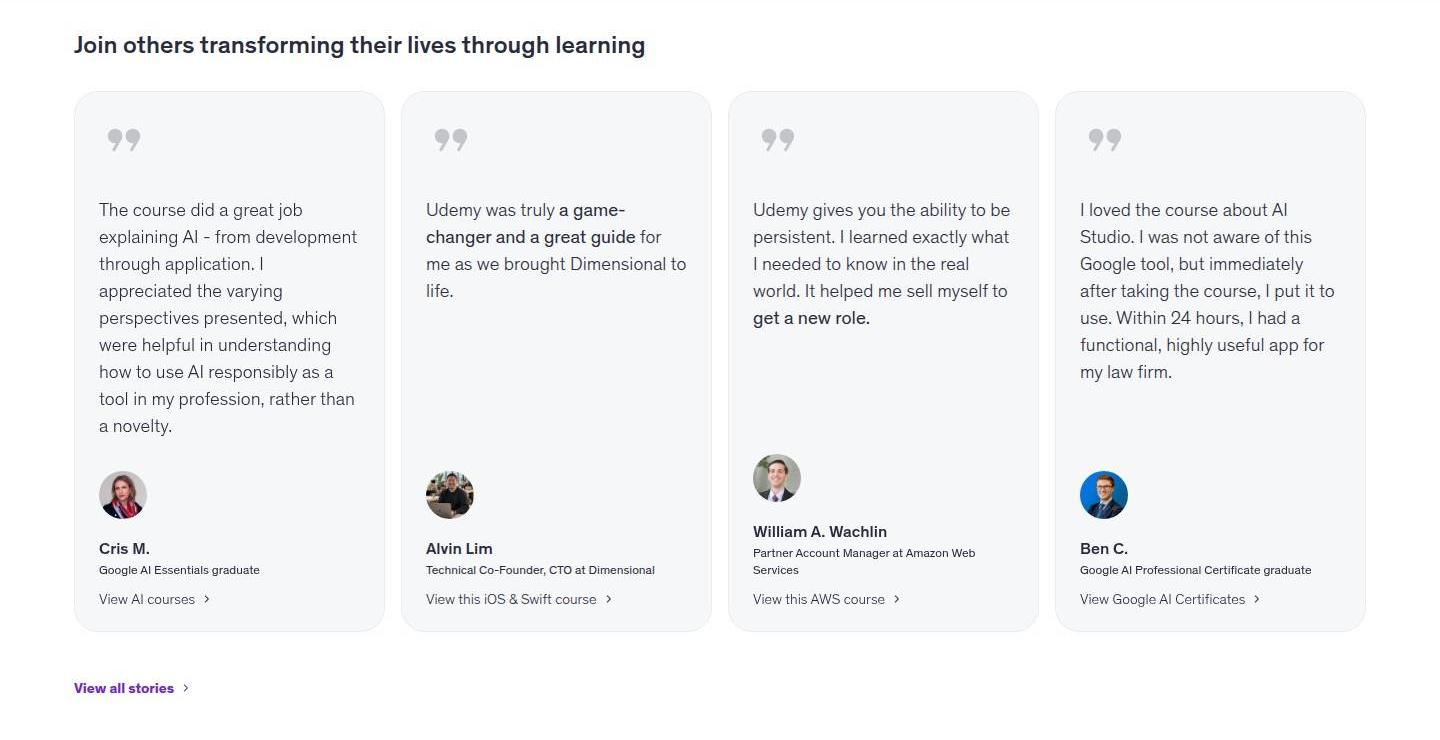 Join others transforming their lives through learning
”
The course did a great job
explaining AI - from development
through application. I
appreciated the varying
perspectives presented, which
were helpful in understanding
how to use AI responsibly as a
tool in my profession, rather than
a novelty.
Cris M.
Google AI Essentials graduate
View AI courses
”
Udemy was truly a game-
changer and a great guide for
me as we brought Dimensional to
life.
Alvin Lim
Technical Co-Founder, CTO at Dimensional
View this iOS & Swift course
”
Udemy gives you the ability to be
persistent. I learned exactly what
I needed to know in the real
world. It helped me sell myself to
get a new role.
William A. Wachlin
Partner Account Manager at Amazon Web
Services
View this AWS course
”
I loved the course about AI
Studio. I was not aware of this
Google tool, but immediately
after taking the course, I put it to
use. Within 24 hours, I had a
functional, highly useful app for
my law firm.
Ben C.
Google AI Professional Certificate graduate
View Google AI Certificates
View all stories